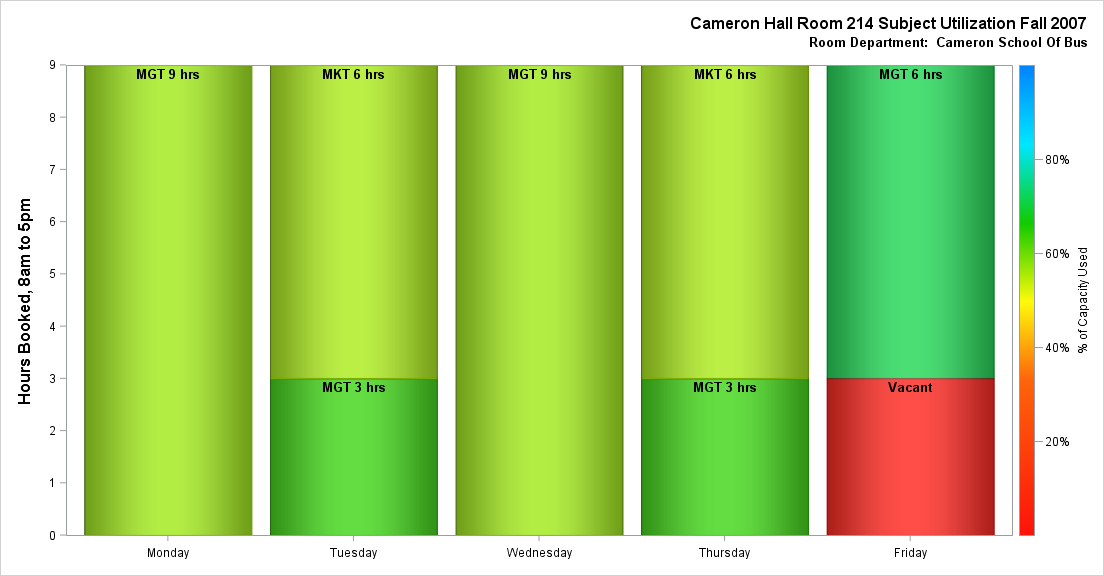 Cameron Hall Room 214 Subject Utilization Fall 2007
Room Department:  Cameron School Of Bus
Hours Booked, 8am to 5pm
9
8
7
6
5
4
3
2
1
0
MGT 9 hrs
MKT 6 hrs
MGT 9 hrs
MKT 6 hrs
MGT 6 hrs
MGT 3 hrs
MGT 3 hrs
Vacant
Monday
Tuesday
Wednesday
Thursday
Friday
80%
60%
40%
20%
% of Capacity Used